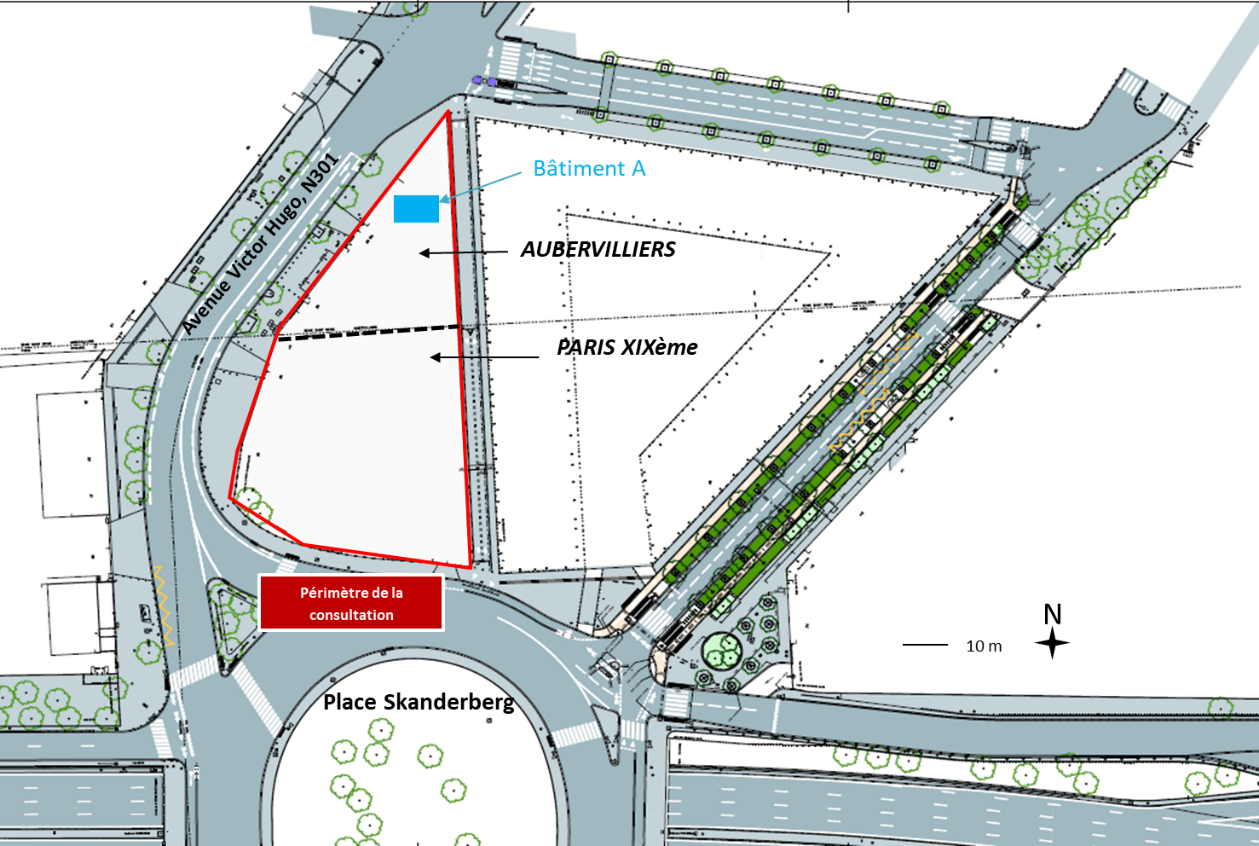 Bâtiment A
AUBERVILLIERS
Avenue Victor Hugo, N301
PARIS XIXème
Périmètre de la
consultation
N
10 m
Place Skanderberg